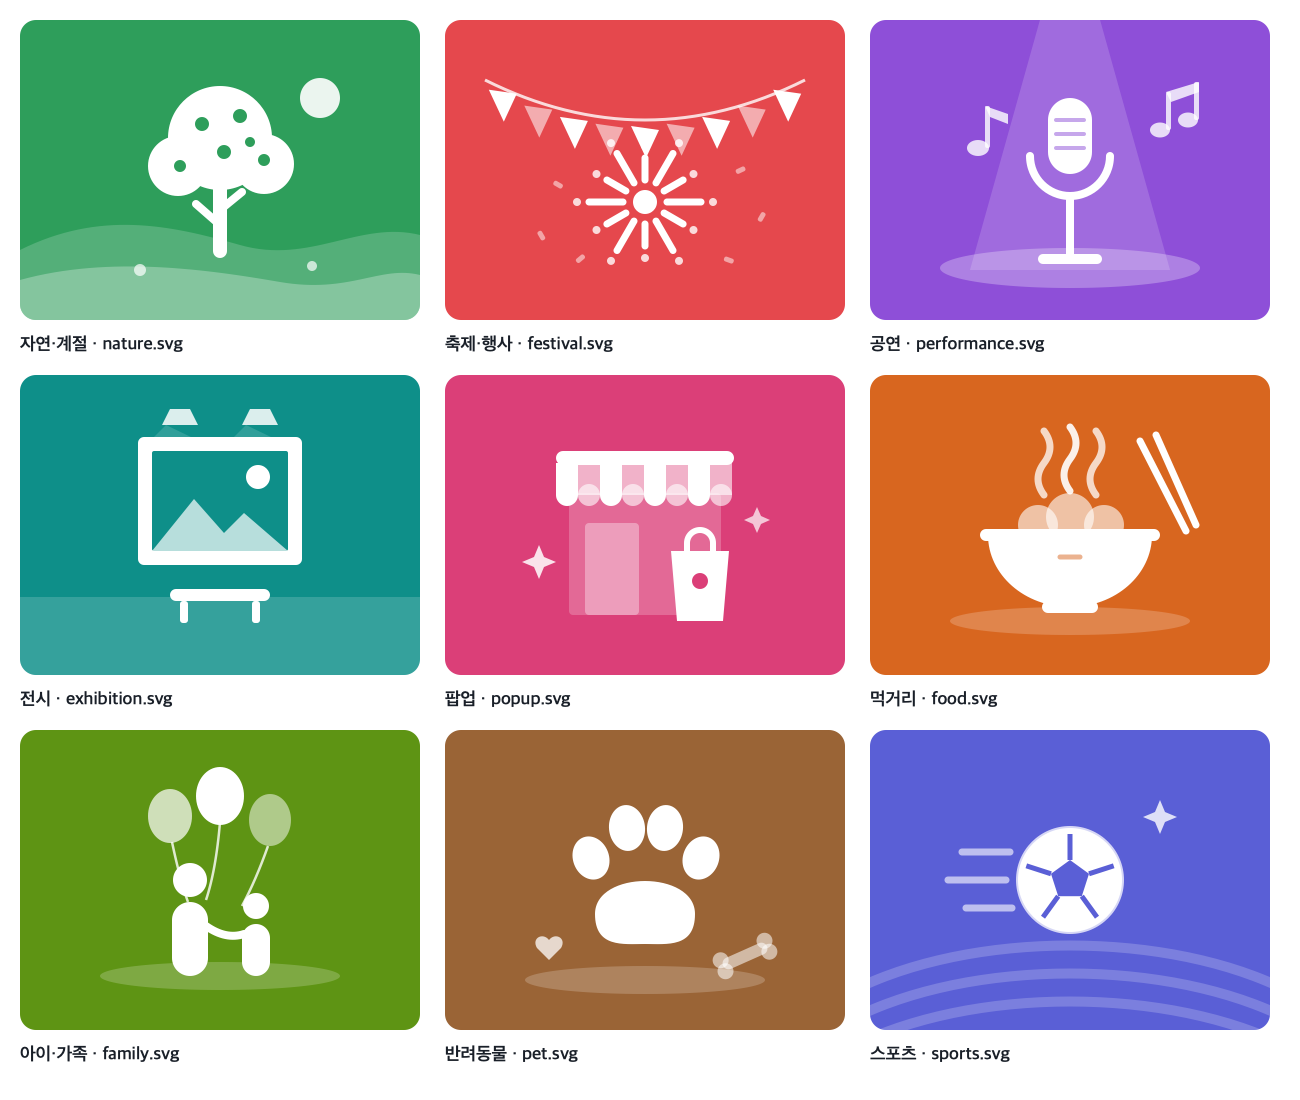 자연·계절 · nature.svg
축제·행사 · festival.svg
공연 · performance.svg
전시 · exhibition.svg
팝업 · popup.svg
먹거리 · food.svg
아이·가족 · family.svg
반려동물 · pet.svg
스포츠 · sports.svg